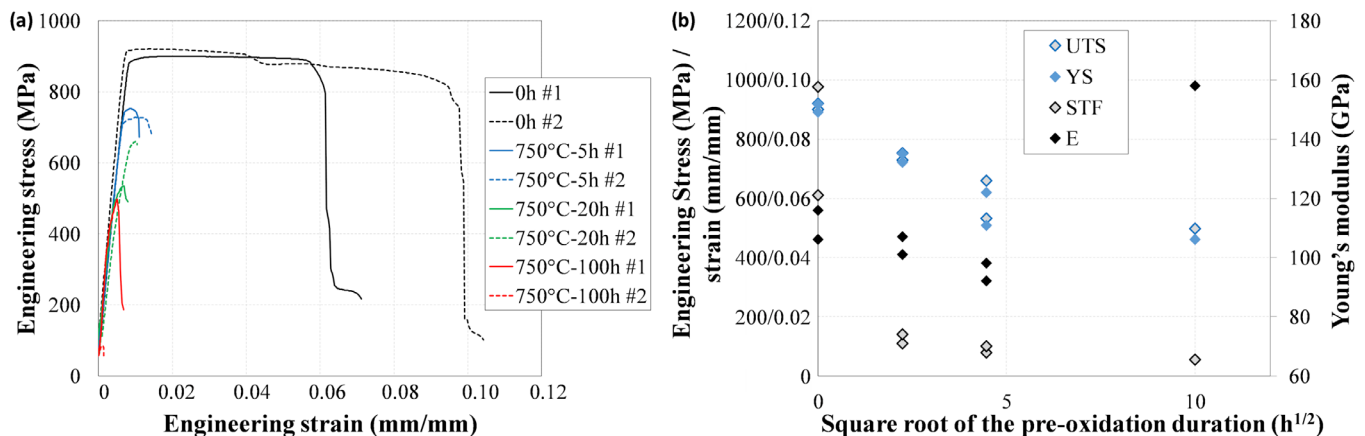 (a)
Engineering stress (MPa)
1000
800
600
400
200
0
0
0.02
0.04
0.06
0.08
0.10
0.12
Engineering strain (mm/mm)
0h #1
0h #2
750°C-5h #1
750°C-5h #2
750°C-20h #1
750°C-20h #2
750°C-100h #1
750°C-100h #2
(b)
Engineering Stress (MPa) /
strain (mm/mm)
1200/0.12
1000/0.10
800/0.08
600/0.06
400/0.04
200/0.02
0
0
5
10
Square root of the pre-oxidation duration (h1/2)
UTS
YS
STF
E
180
160
140
120
100
80
60
Young's modulus (GPa)